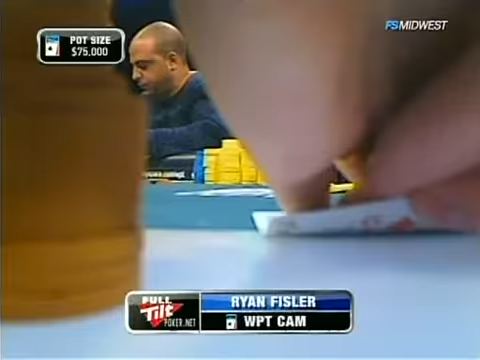 POT SIZE
$75,000
FSMIDWEST
FULL
Tilt
POKER.NET
RYAN FISLER
WPT CAM